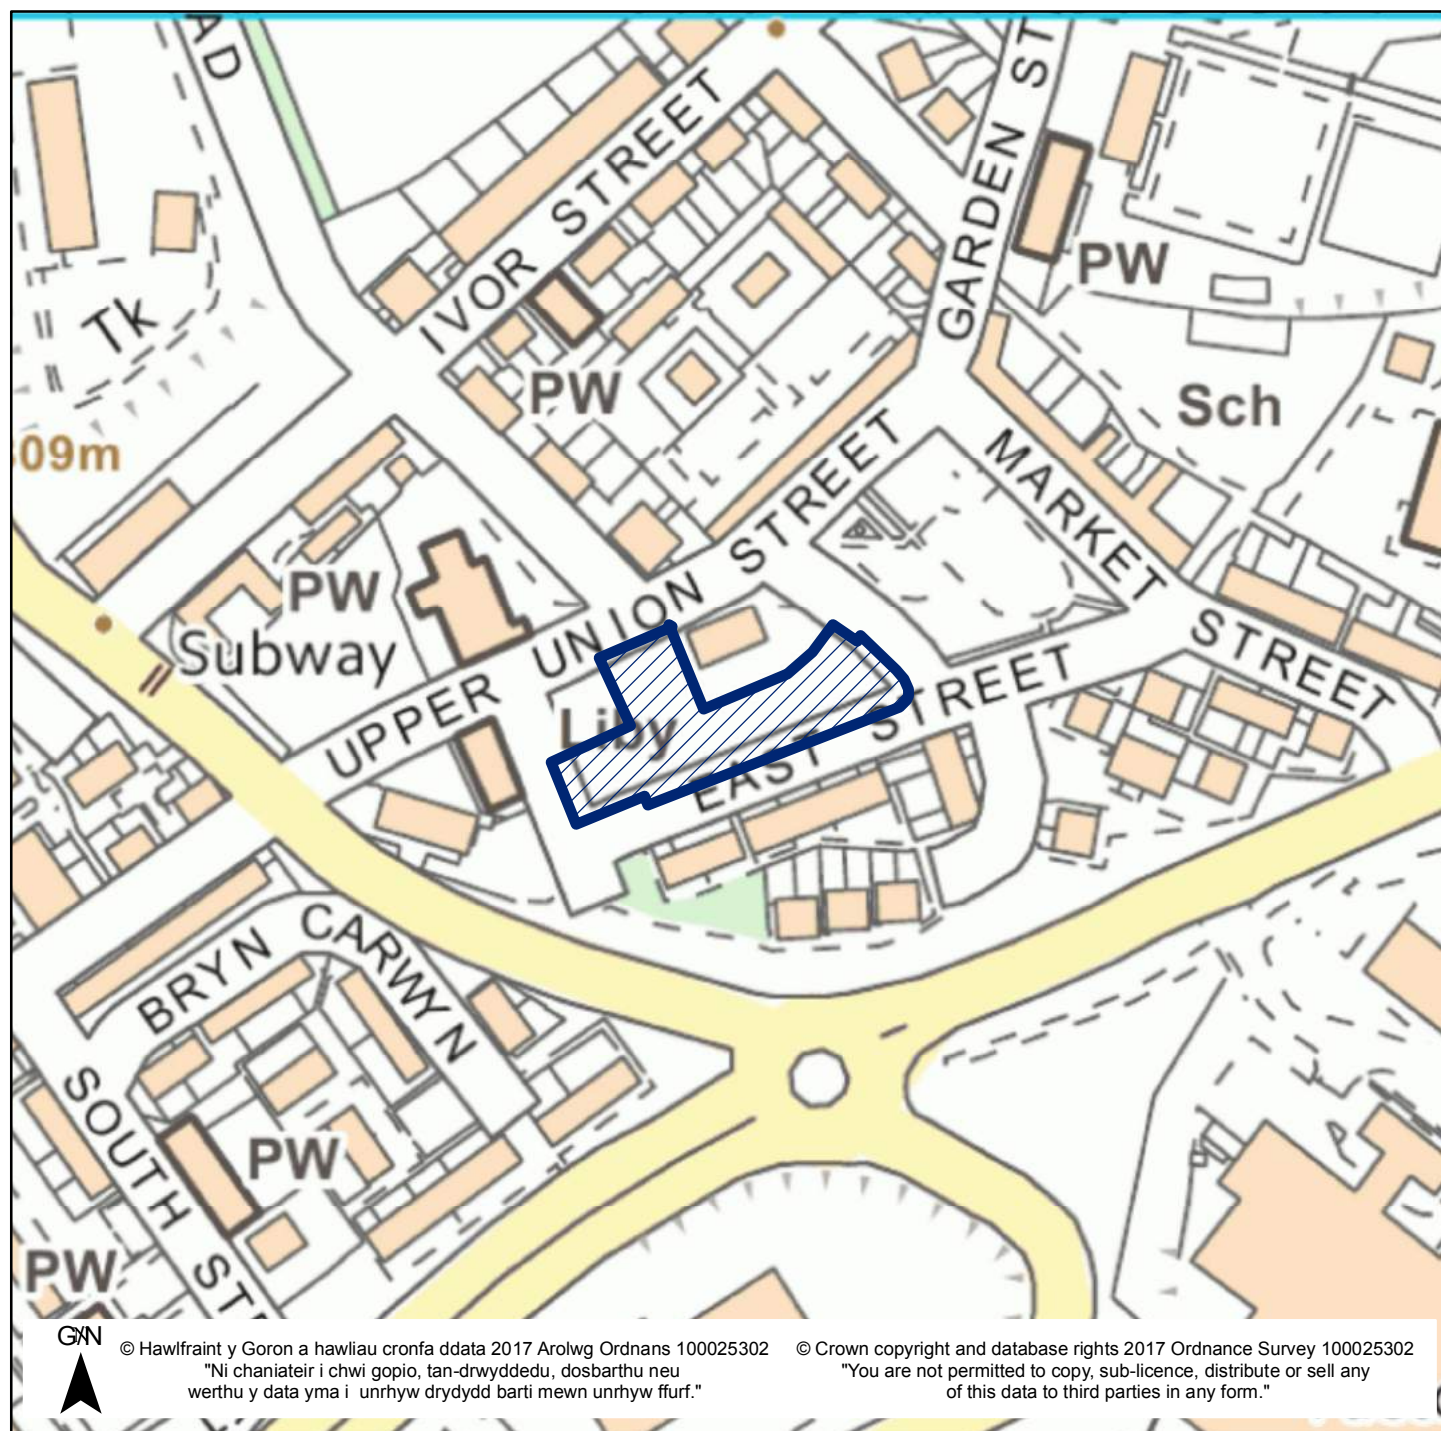 AD
IVOR STREET
GARDEN ST
PW
Tk
PW
Sch
09m
MARKET STREET
PW
Subway
UPPER UNION STREET
Liby
EAST STREET
BRYN CARWYN
SOUTH ST
PW
PW
G/N
© Hawlfraint y Goron a hawliau cronfa ddata 2017 Arolwg Ordnans 100025302
"Ni chaniateir i chwi gopio, tan-drwyddedu, dosbarthu neu
werthu y data yma i unrhyw drydydd barti mewn unrhyw ffurf."
© Crown copyright and database rights 2017 Ordnance Survey 100025302
"You are not permitted to copy, sub-licence, distribute or sell any
of this data to third parties in any form."